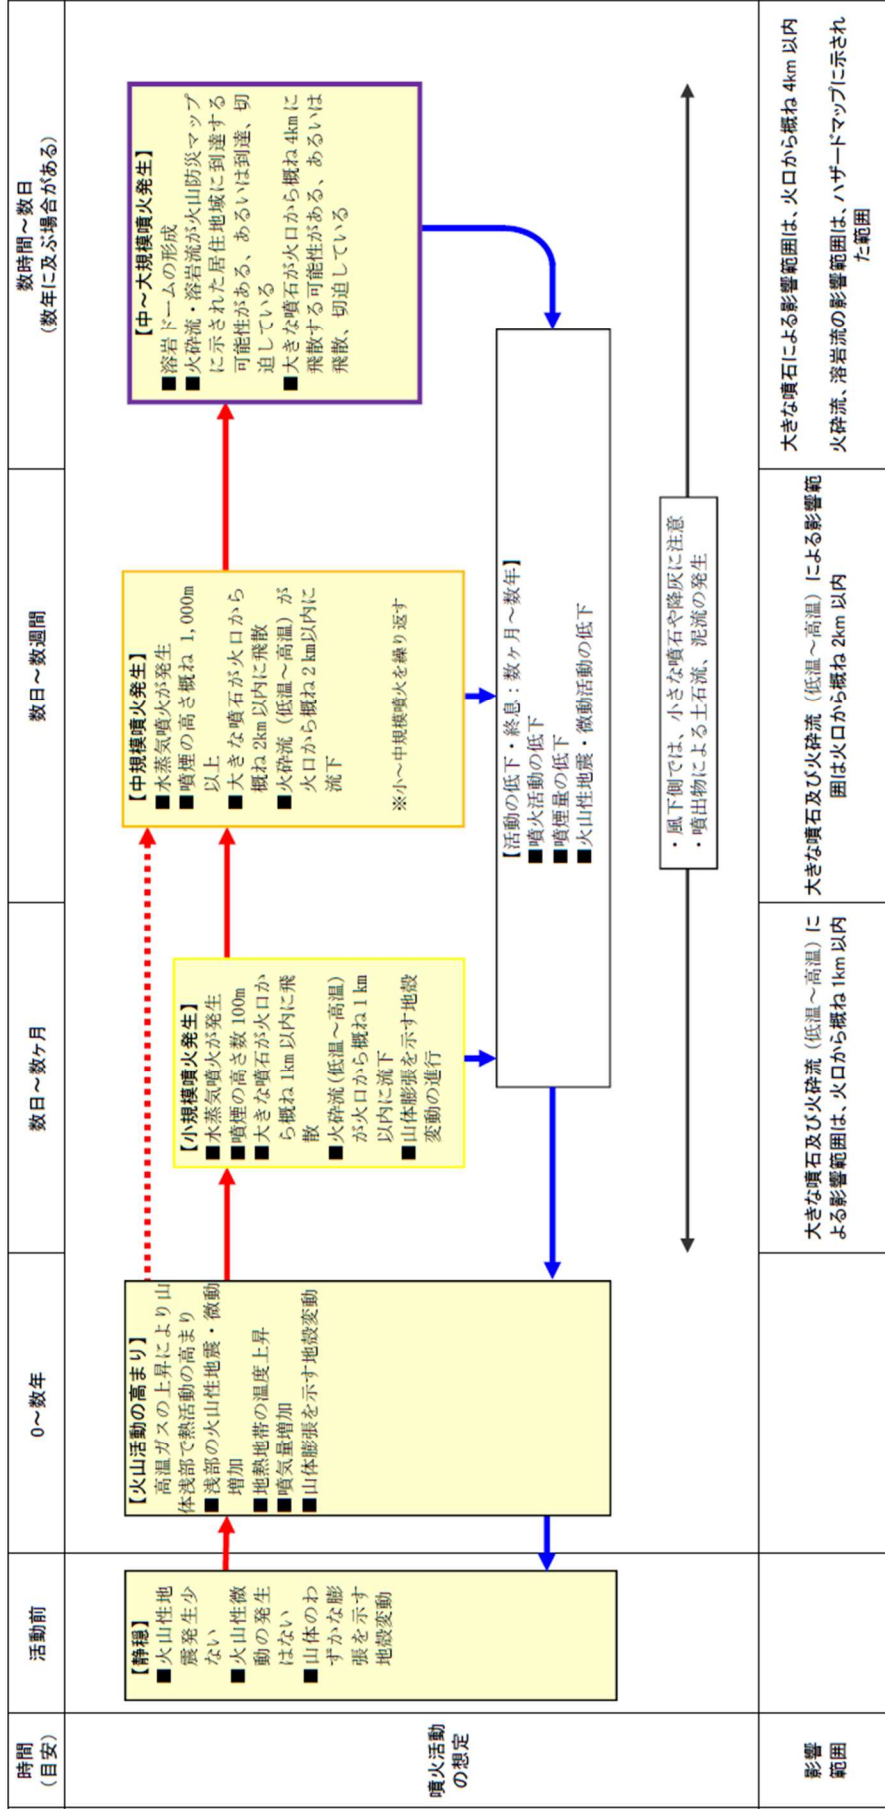 時間
（目安）
活動前
0～数年
数日～数ヶ月
数日～数週間
数時間～数日
（数年に及ぶ場合がある）
噴火活動
の想定
【静穏】
■火山性地
震発生少
ない
■火山性微
動の発生
はない
■山体のわ
ずかな膨
張を示す
地殻変動
【火山活動の高まり】
高温ガスの上昇により山
体浅部で熱活動の高まり
■浅部の火山性地震・微動
増加
■地熱地帯の温度上昇
■噴気量増加
■山体膨張を示す地殻変動
【小規模噴火発生】
■水蒸気噴火が発生
■噴煙の高さ数 100m
■大きな噴石が火口か
ら概ね 1km 以内に飛
散
■火砕流（低温～高温）
が火口から概ね 1 km
以内に流下
■山体膨張を示す地殻
変動の進行
【中規模噴火発生】
■水蒸気噴火が発生
■噴煙の高さ概ね 1,000m
以上
■大きな噴石が火口から
概ね 2km 以内に飛散
■火砕流（低温～高温）が
火口から概ね 2 km以内に
流下
※小～中規模噴火を繰り返す
【中～大規模噴火発生】
■溶岩ドームの形成
■火砕流・溶岩流が火山防災マップ
に示された居住地域に到達する
可能性がある、あるいは到達、切
迫している
■大きな噴石が火口から概ね 4km に
飛散する可能性がある、あるいは
飛散、切迫している
【活動の低下・終息：数ヶ月～数年】
■噴火活動の低下
■噴煙量の低下
■火山性地震・微動活動の低下
・風下側では、小さな噴石や降灰に注意
・噴出物による土石流、泥流の発生
影響
範囲
大きな噴石及び火砕流（低温～高温）に
よる影響範囲は、火口から概ね 1km 以内
大きな噴石及び火砕流（低温～高温）による影響範
囲は火口から概ね 2km 以内
大きな噴石による影響範囲は、火口から概ね 4km 以内
火砕流、溶岩流の影響範囲は、ハザードマップに示され
た範囲